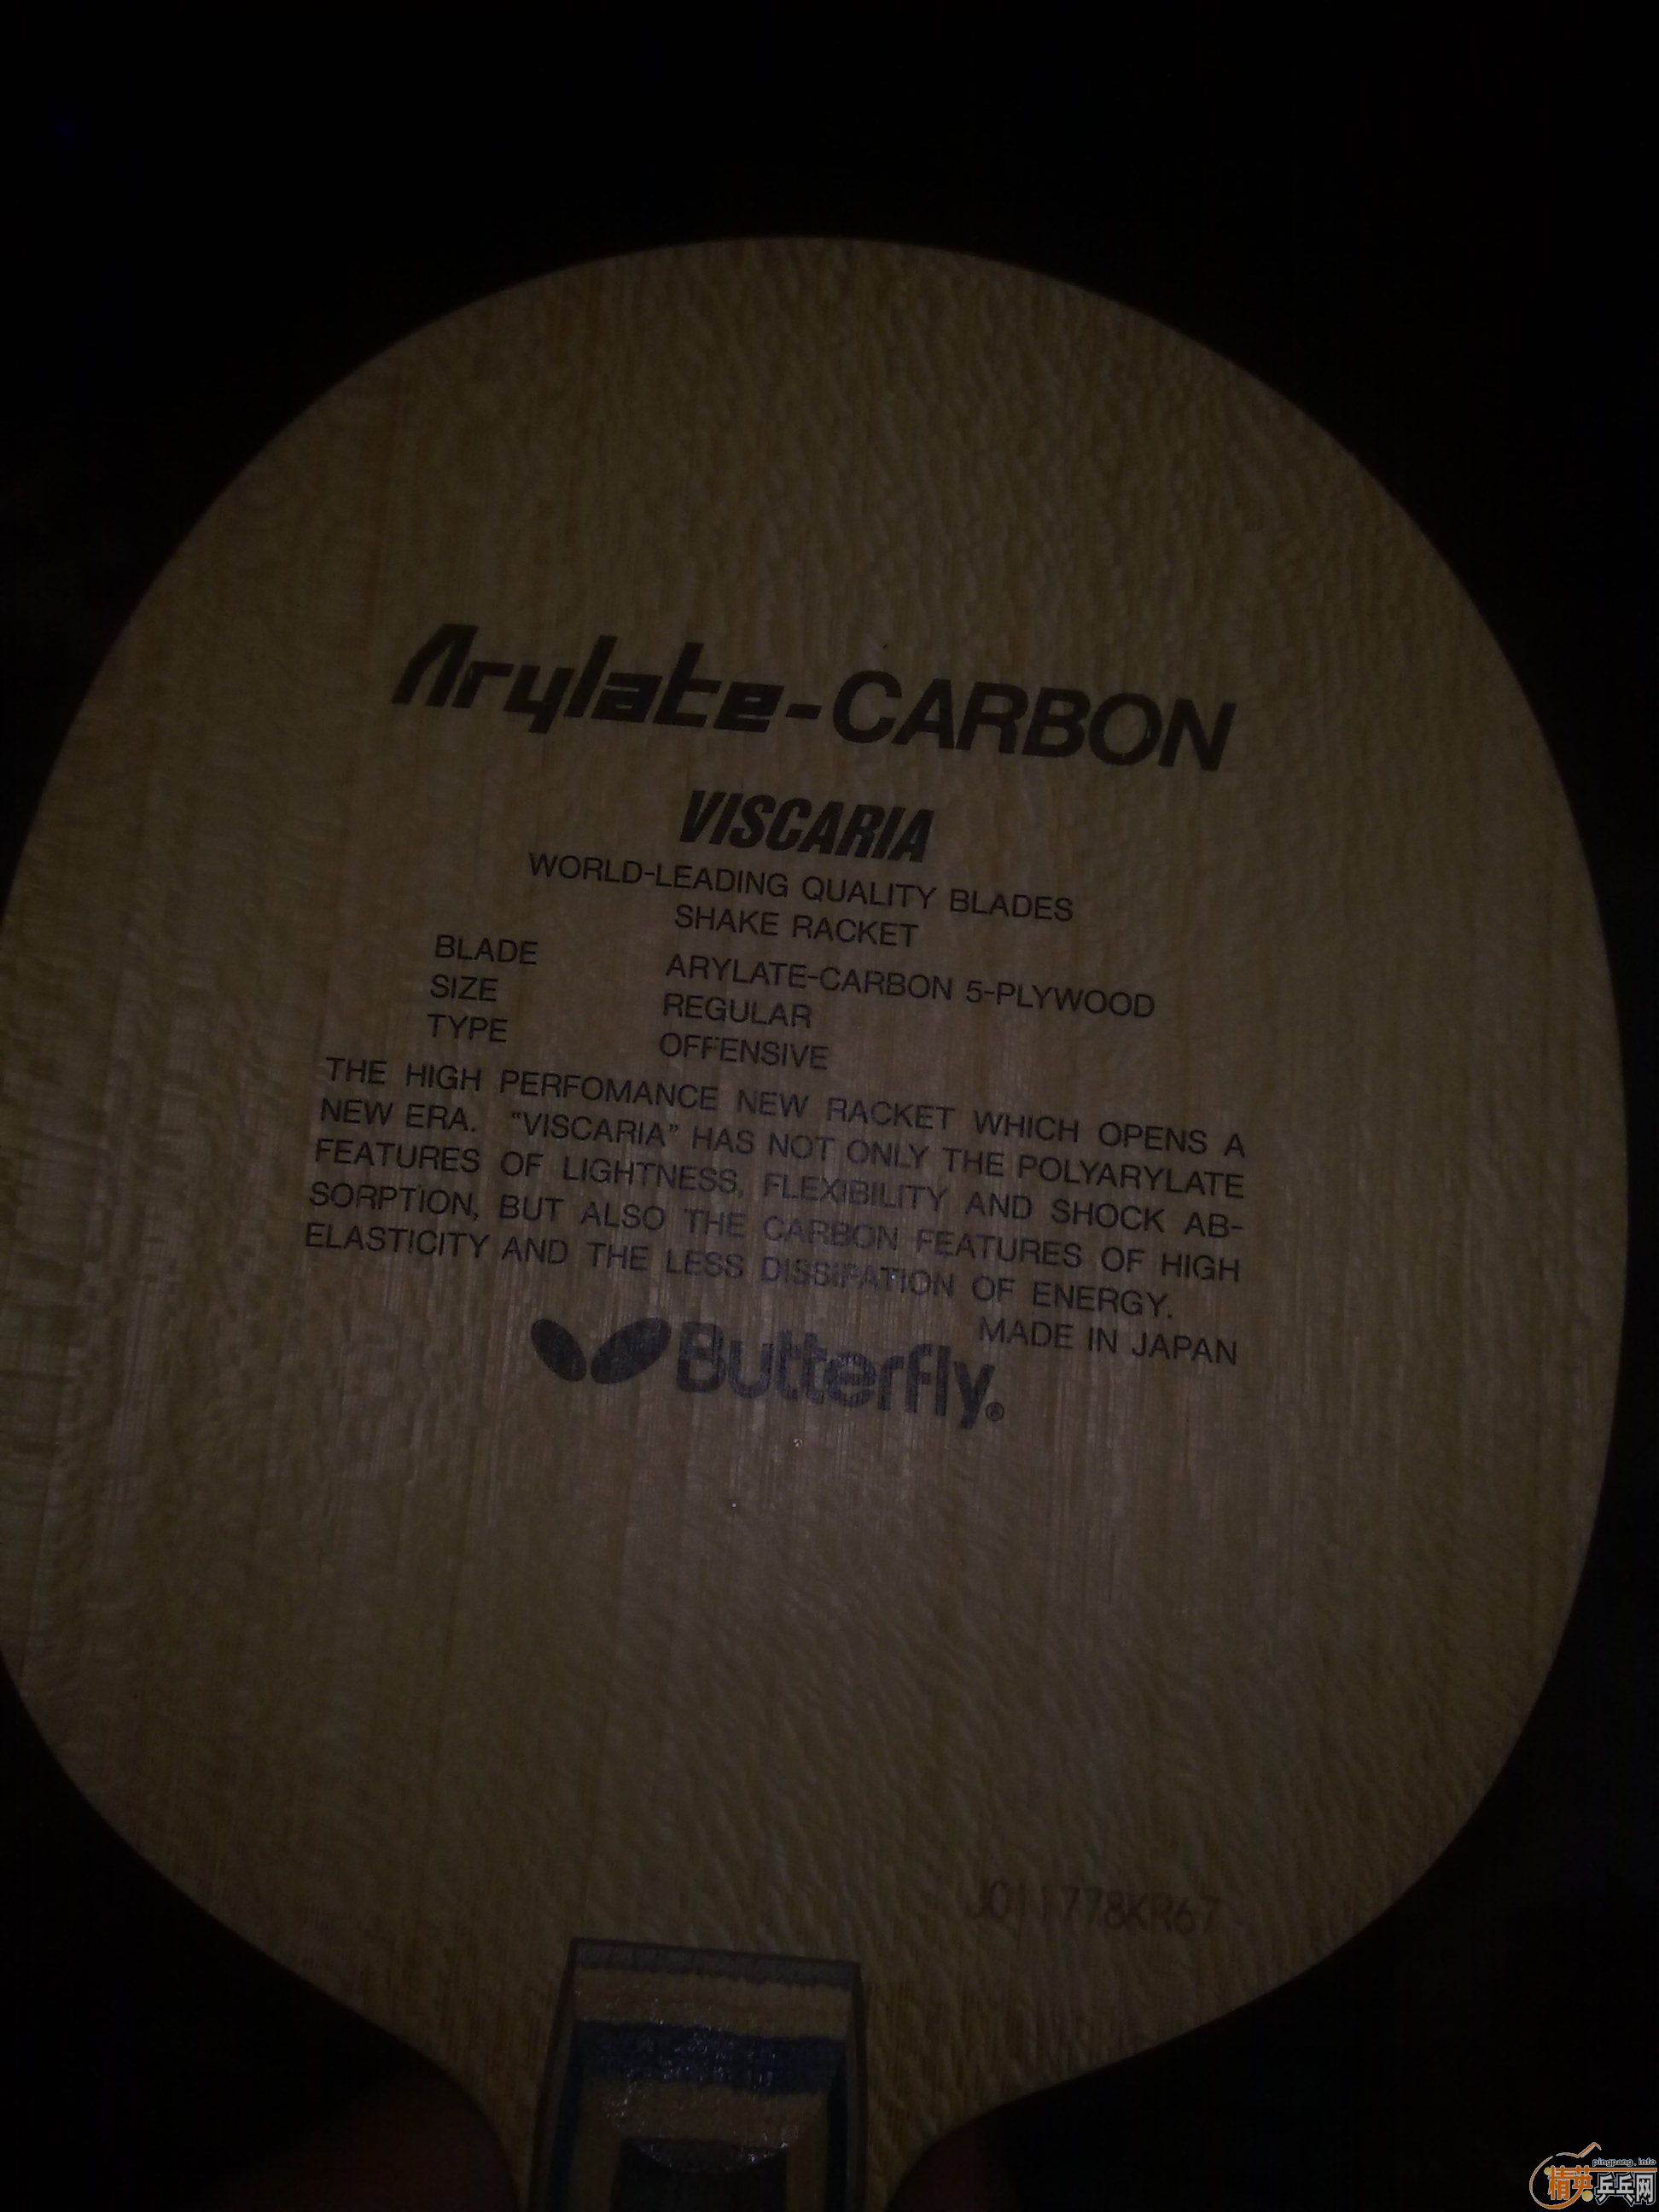 Arylate-CARBON
VISCARIA
WORLD-LEADING QUALITY BLADES
SHAKE RACKET
BLADE ARYLATE-CARBON 5-PLYWOOD
SIZE REGULAR
TYPE OFFENSIVE
THE HIGH PERFOMANCE NEW RACKET WHICH OPENS A
NEW ERA. “VISCARIA” HAS NOT ONLY THE POLYARYLATE
FEATURES OF LIGHTNESS, FLEXIBILITY AND SHOCK AB-
SORPTION, BUT ALSO THE CARBON FEATURES OF HIGH
ELASTICITY AND THE LESS DISSIPATION OF ENERGY.
MADE IN JAPAN
Butterfly®
J011778KR67
pingpang.info
精英乒乓网